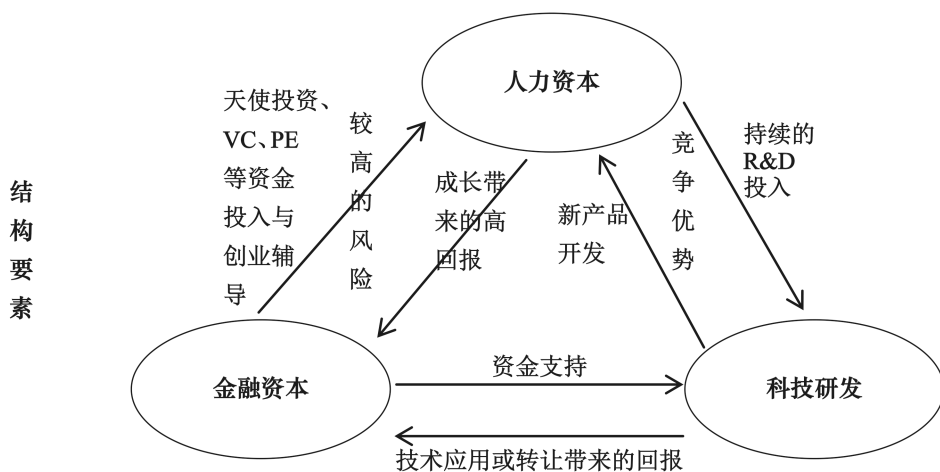 人力资本
天使投资、
VC、PE
等资金
投入与
创业辅
导
较高的风险
成长带
来的高
回报
新产品
开发
竞争优势
持续的
R&D
投入
结构要素
金融资本
资金支持
科技研发
技术应用或转让带来的回报